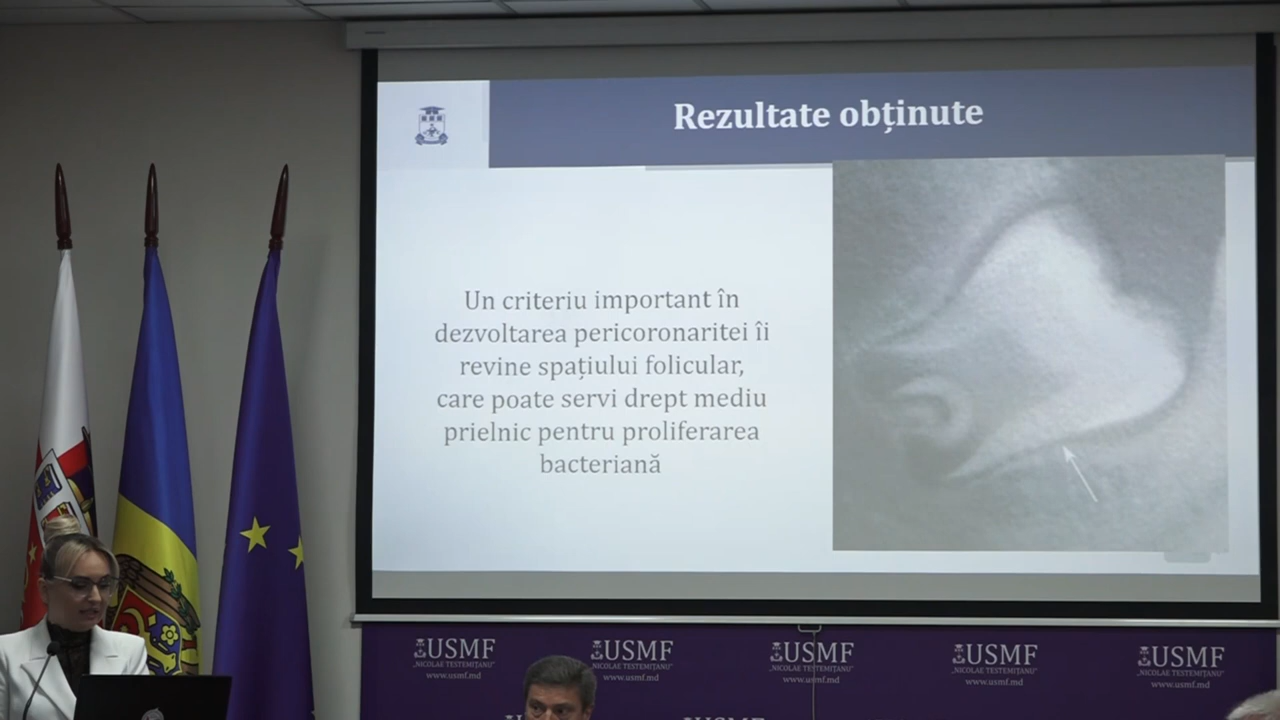 Rezultate obținute
Un criteriu important în
dezvoltarea pericoronaritei îi
revine spațiului folicular,
care poate servi drept mediu
prielnic pentru proliferarea
bacteriană
USMF
„NICOLAE TESTEMIȚANU”
www.usmf.md
USMF
„NICOLAE TESTEMIȚANU”
www.usmf.md
USMF
„NICOLAE TESTEMIȚANU”
www.usmf.md
USMF
„NICOLAE TESTEMIȚANU”
www.usmf.md
USMF
„NICOLAE TESTEMIȚANU”
www.usmf.md
USMF